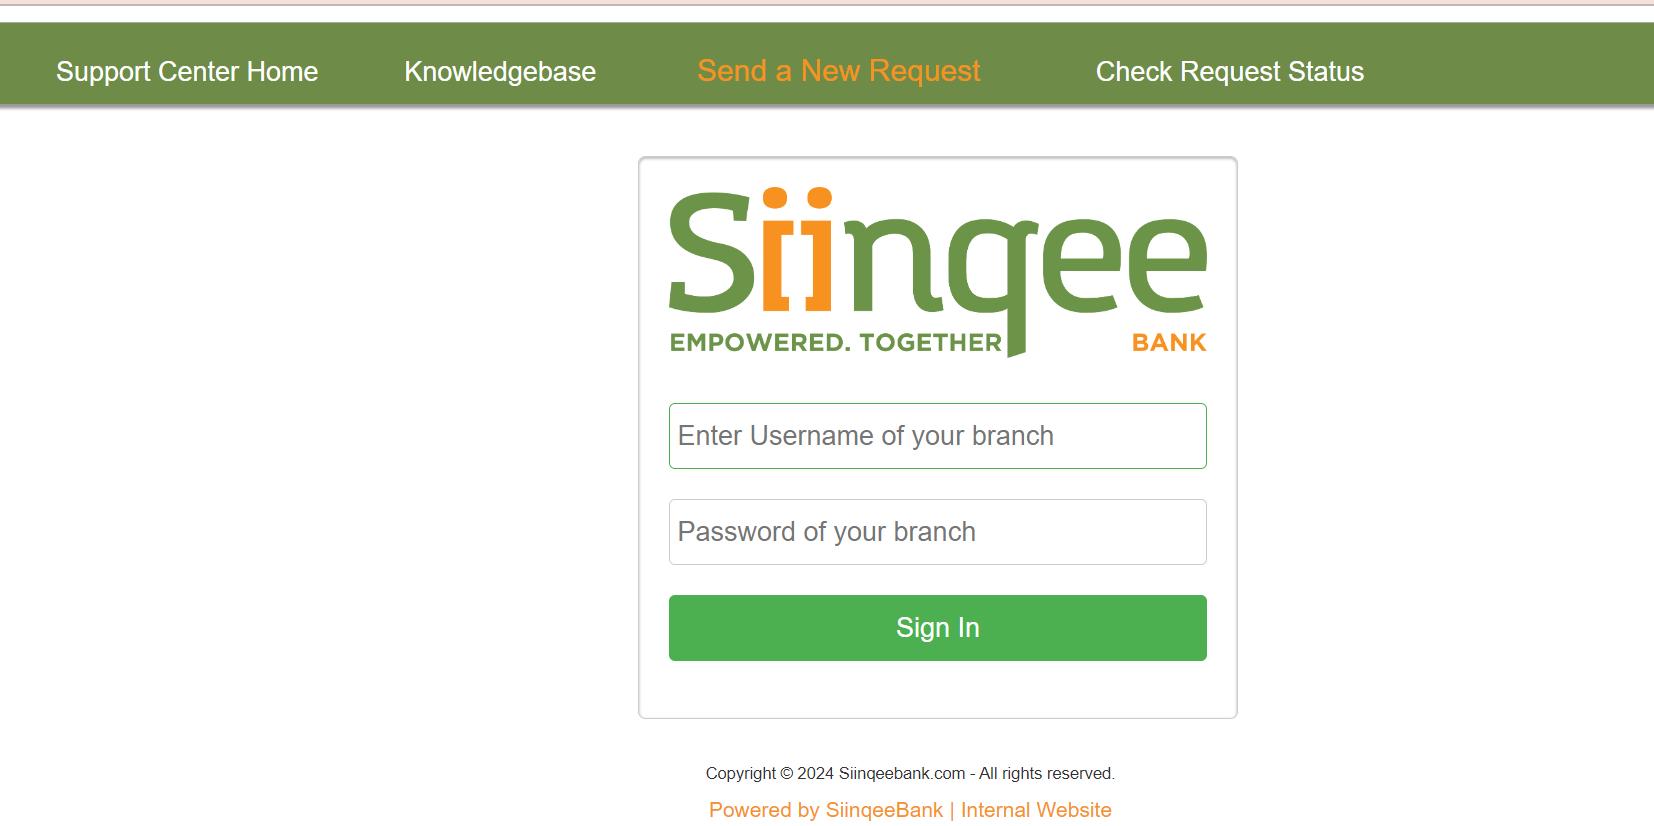 Support Center Home Knowledgebase Send a New Request Check Request Status
Siinqee
EMPOWERED. TOGETHER BANK
Enter Username of your branch
Password of your branch
Sign In
Copyright © 2024 Siinqeebank.com - All rights reserved.
Powered by SiinqeeBank | Internal Website